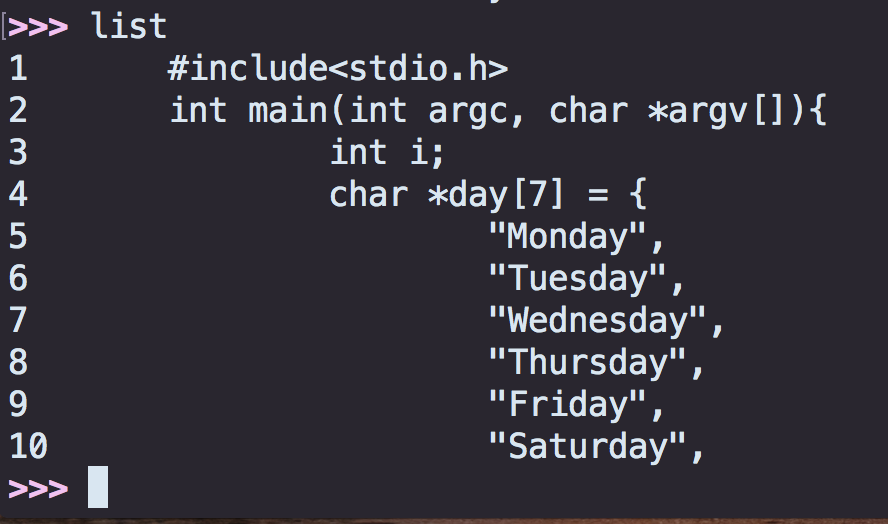 >>> list
1       #include<stdio.h>
2       int main(int argc, char *argv[]){
3               int i;
4               char *day[7] = {
5                       "Monday",
6                       "Tuesday",
7                       "Wednesday",
8                       "Thursday",
9                       "Friday",
10                      "Saturday",
>>>